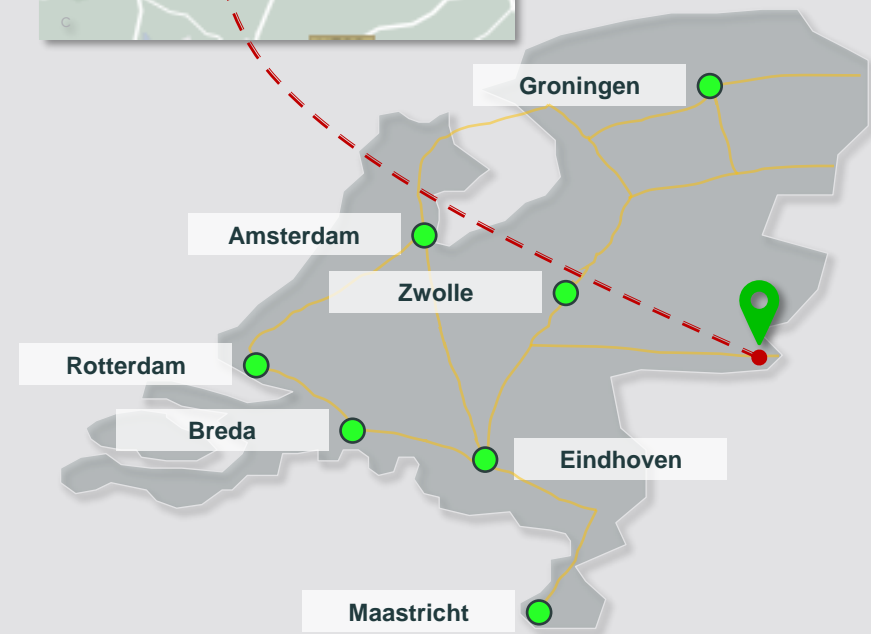 Groningen
Amsterdam
Zwolle
Rotterdam
Breda
Eindhoven
Maastricht